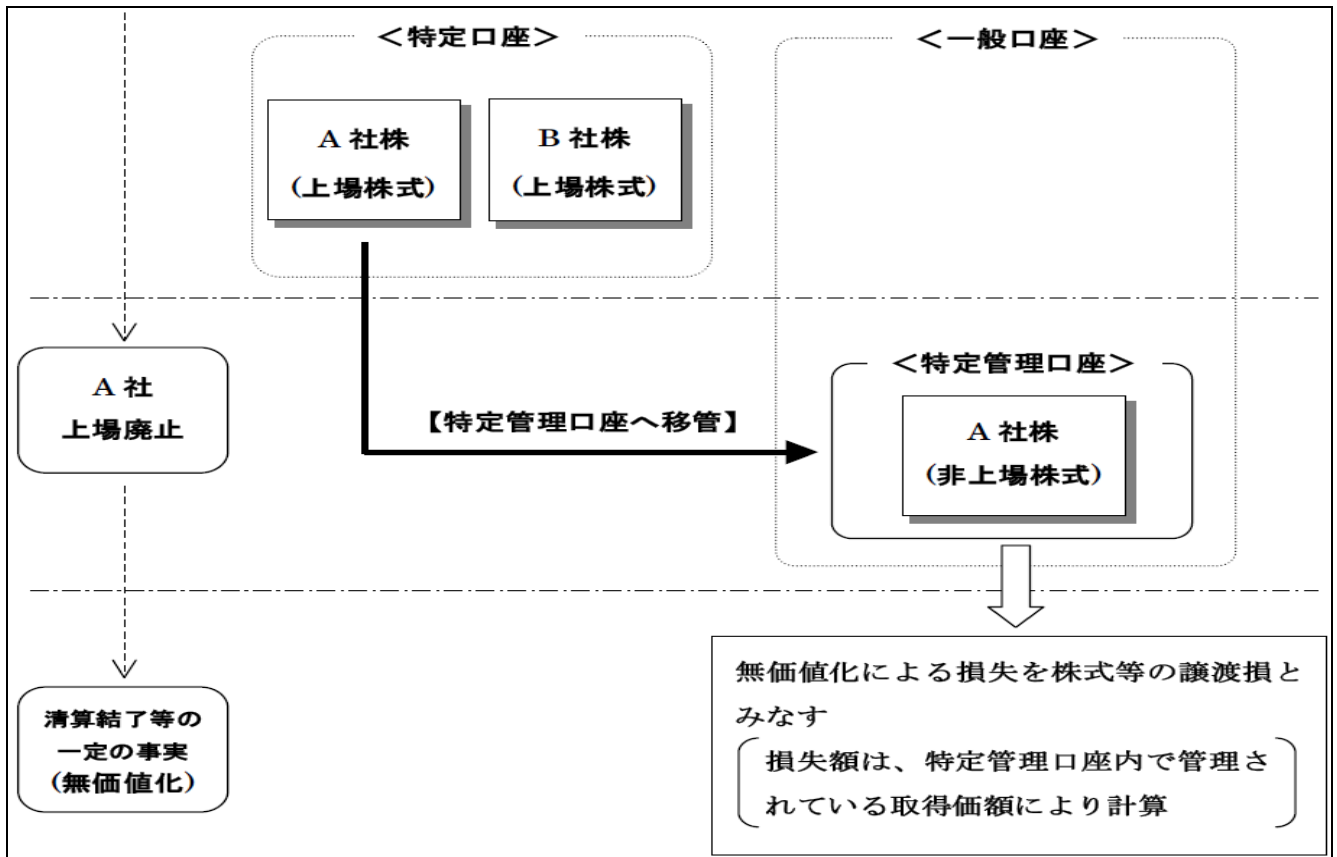 ＜特定口座＞
＜一般口座＞
A 社株
(上場株式)
B 社株
(上場株式)
A 社
上場廃止
【特定管理口座へ移管】
＜特定管理口座＞
A 社株
(非上場株式)
清算結了等の
一定の事実
(無価値化)
無価値化による損失を株式等の譲渡損と
みなす
損失額は、特定管理口座内で管理さ
れている取得価額により計算